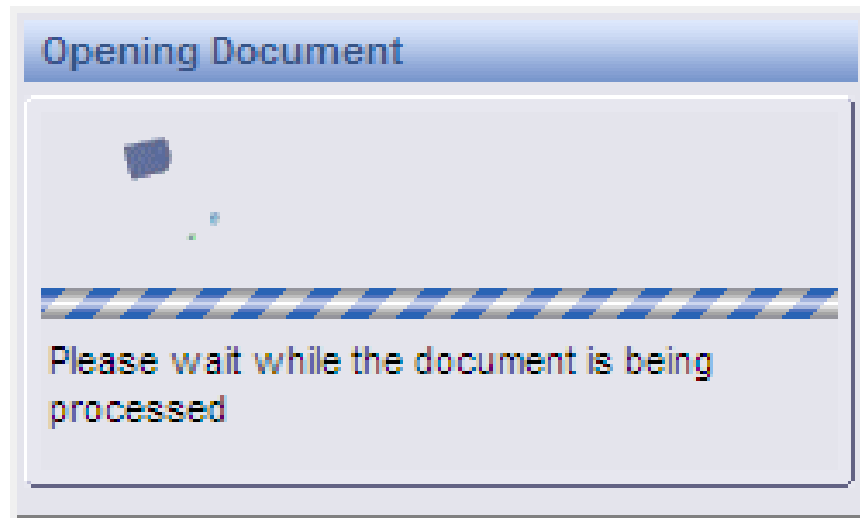 Opening Document
Please wait while the document is being
processed